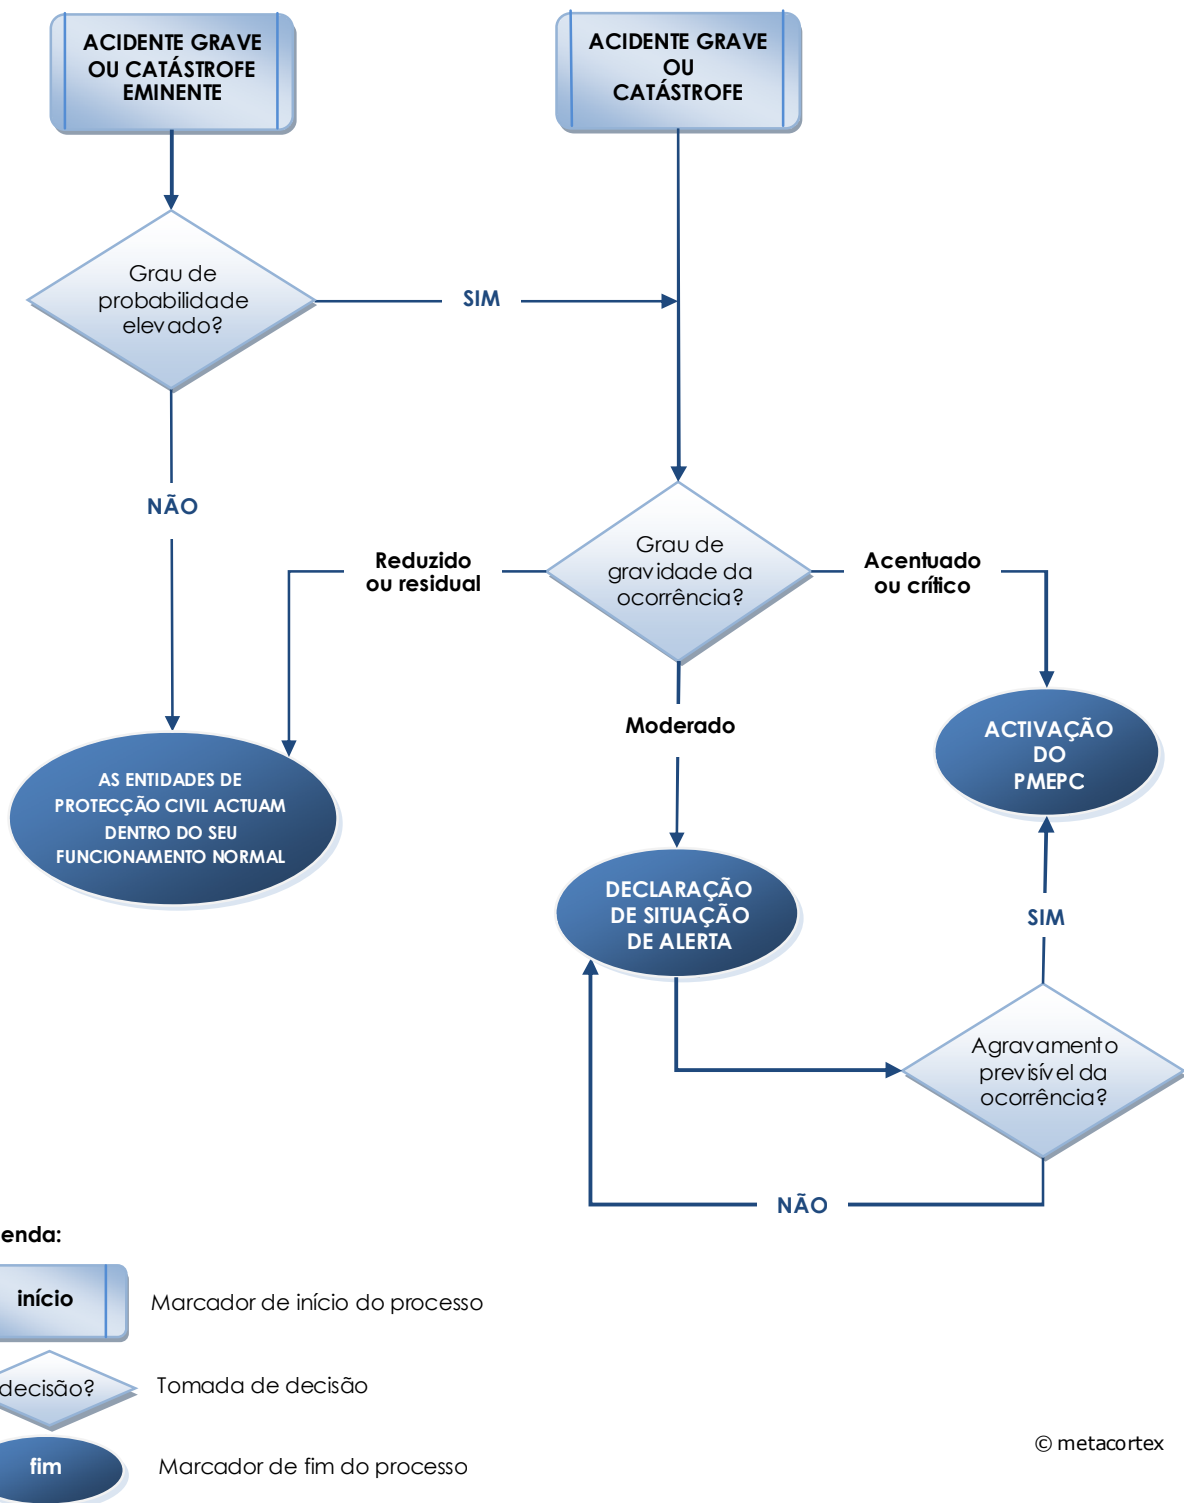 ACIDENTE GRAVE
OU CATÁSTROFE
EMINENTE
ACIDENTE GRAVE
OU
CATÁSTROFE
Grau de
probabilidade
elevado?
SIM
NÃO
Grau de
gravidade da
ocorrência?
Reduzido
ou residual
Acentuado
ou crítico
Moderado
ACTIVAÇÃO
DO
PMEPC
AS ENTIDADES DE
PROTECÇÃO CIVIL ACTUAM
DENTRO DO SEU
FUNCIONAMENTO NORMAL
DECLARAÇÃO
DE SITUAÇÃO
DE ALERTA
SIM
Agravamento
previsível da
ocorrência?
NÃO
enda:
início
Marcador de início do processo
decisão?
Tomada de decisão
fim
Marcador de fim do processo
© metacortex